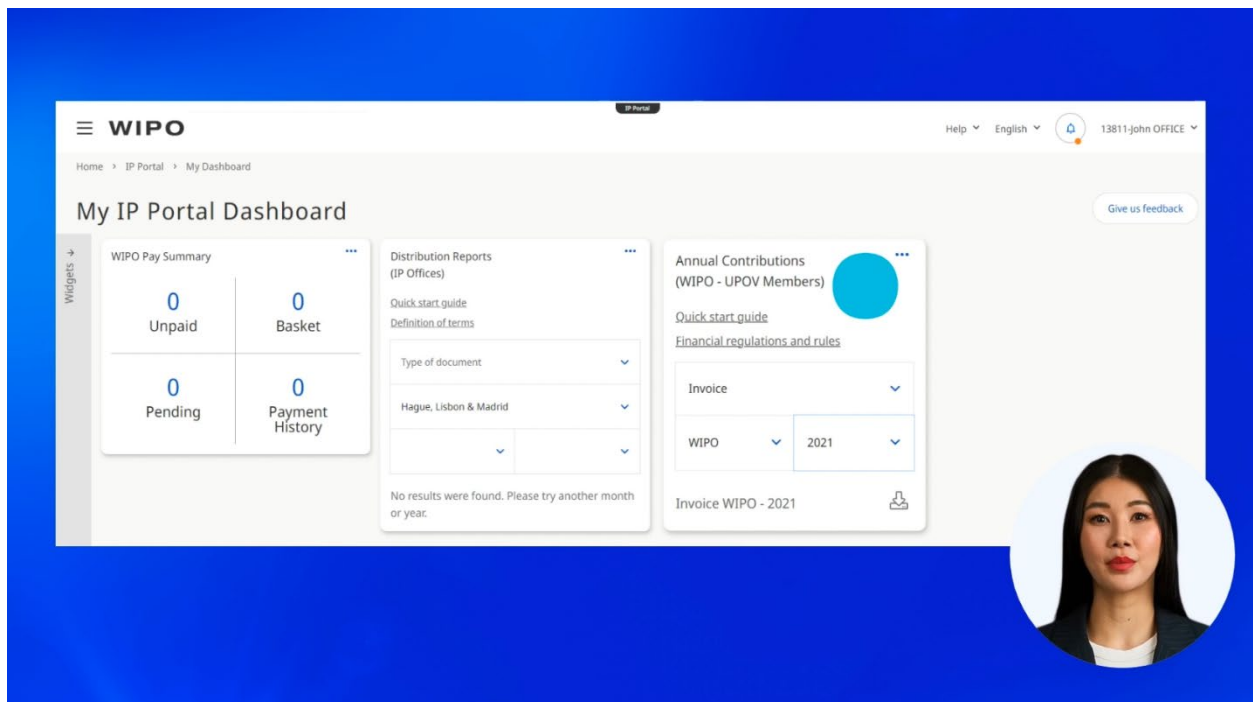 IP Portal
WIPO
Help
English
13811-John OFFICE
Home > IP Portal > My Dashboard
My IP Portal Dashboard
Give us feedback
Widgets
WIPO Pay Summary
0
Unpaid
0
Basket
0
Pending
0
Payment
History
Distribution Reports
(IP Offices)
Quick start guide
Definition of terms
Type of document
Hague, Lisbon & Madrid
No results were found. Please try another month
or year.
Annual Contributions
(WIPO - UPOV Members)
Quick start guide
Financial regulations and rules
Invoice
WIPO
2021
Invoice WIPO - 2021